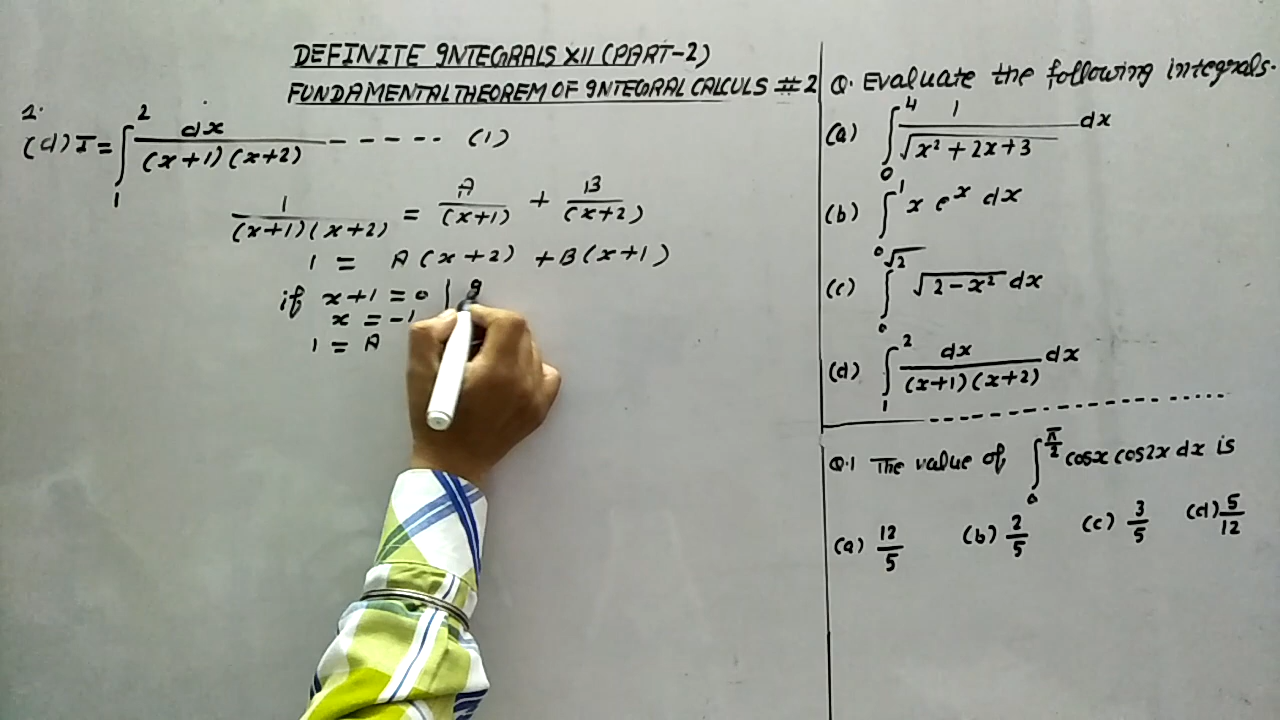 DEFINITE INTEGRALS XII (PART-2)
FUNDAMENTAL THEOREM OF INTEGRAL CALCULS #2
2.
(d) I = ∫₁² dx/((x+1)(x+2)) ------ (1)
1/((x+1)(x+2)) = A/(x+1) + B/(x+2)
1 = A(x+2) + B(x+1)
if x+1 = 0 |
x = -1
1 = A
Q. Evaluate the following integrals.
(a) ∫₀⁴ 1/√(x² + 2x + 3) dx
(b) ∫₀¹ x eˣ dx
(c) ∫₀^√2 √(2-x²) dx
(d) ∫₁² dx/((x+1)(x+2)) dx
Q.1 The value of ∫₀^(π/2) cosx cos2x dx is
(a) 12/5 (b) 2/5 (c) 3/5 (d) 5/12